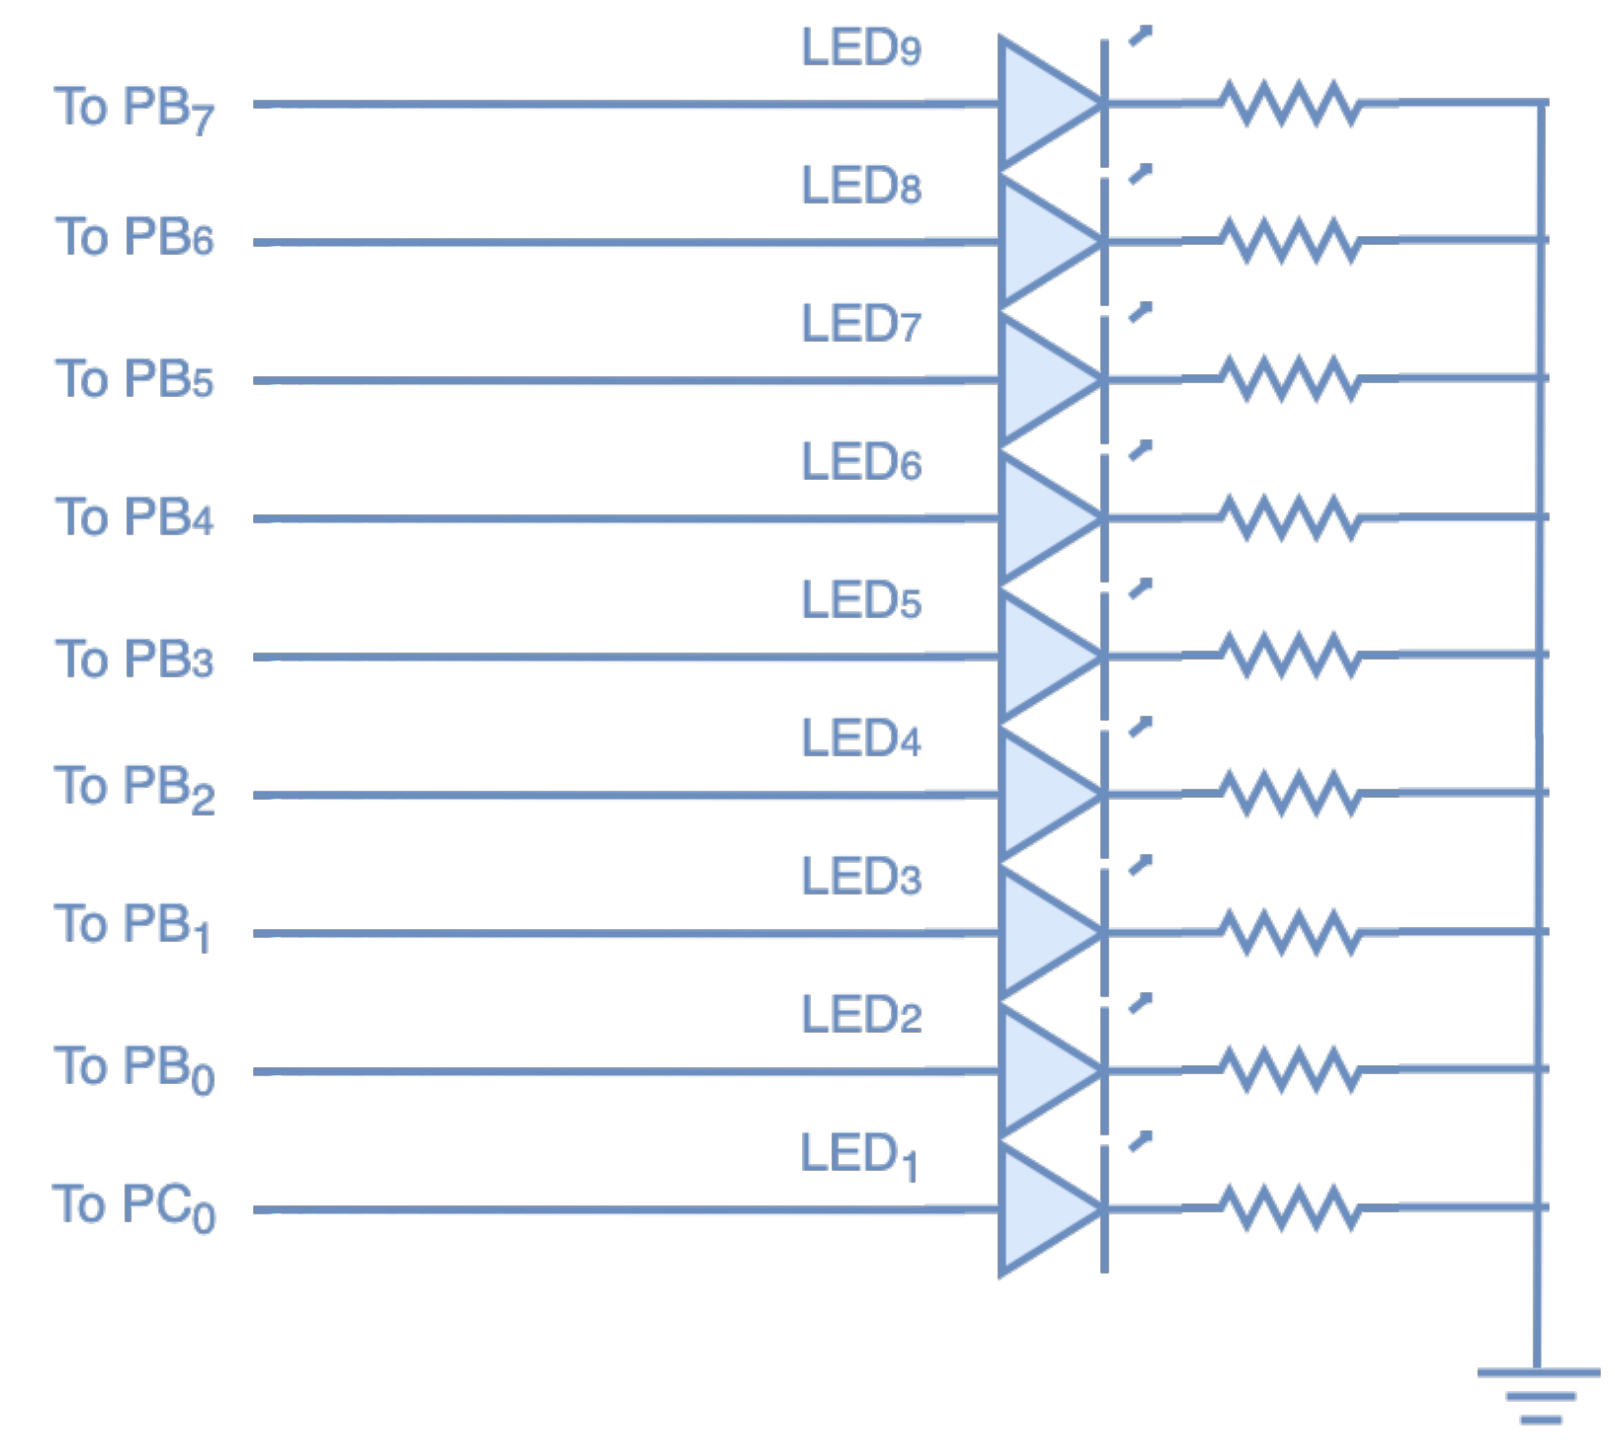 LED9
To PB7
LED8
To PB6
LED7
To PB5
LED6
To PB4
LED5
To PB3
LED4
To PB2
LED3
To PB1
LED2
To PB0
LED1
To PC0